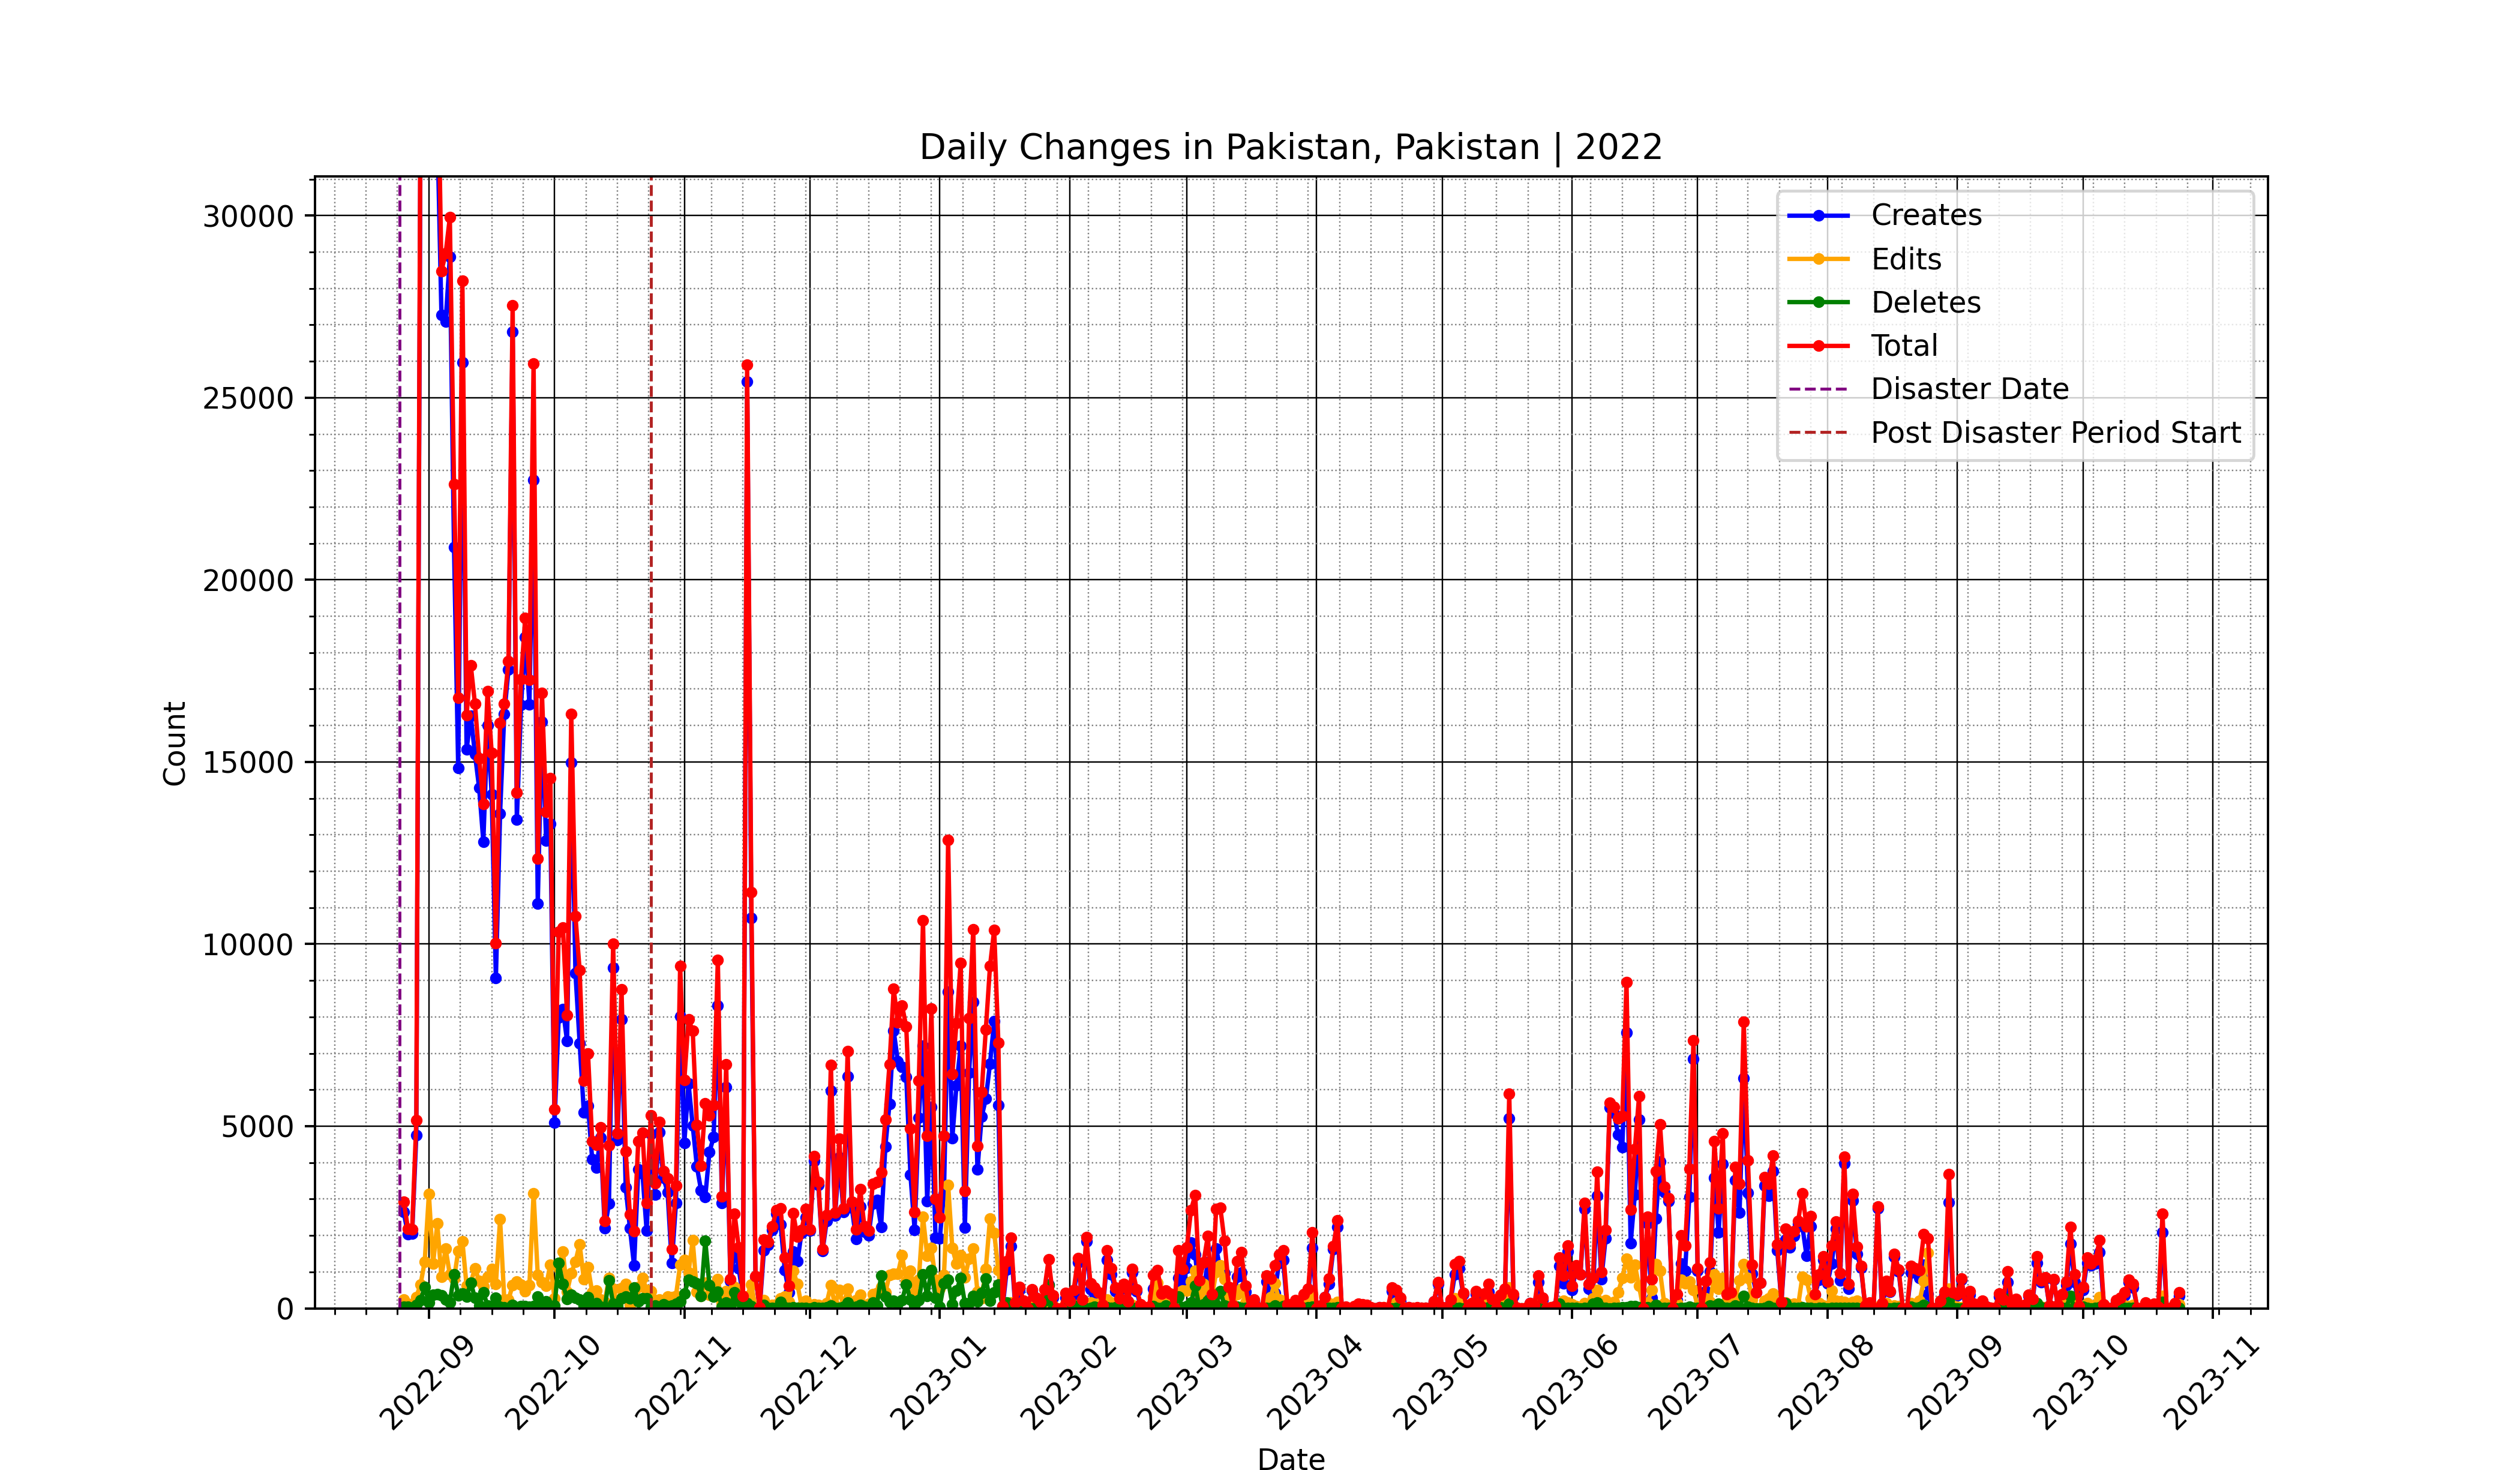 Daily Changes in Pakistan, Pakistan | 2022
30000
25000
20000
15000
10000
5000
0
Count
Creates
Edits
Deletes
Total
Disaster Date
Post Disaster Period Start
2022-09
2022-10
2022-11
2022-12
2023-01
2023-02
2023-03
2023-04
2023-05
2023-06
2023-07
2023-08
2023-09
2023-10
2023-11
Date